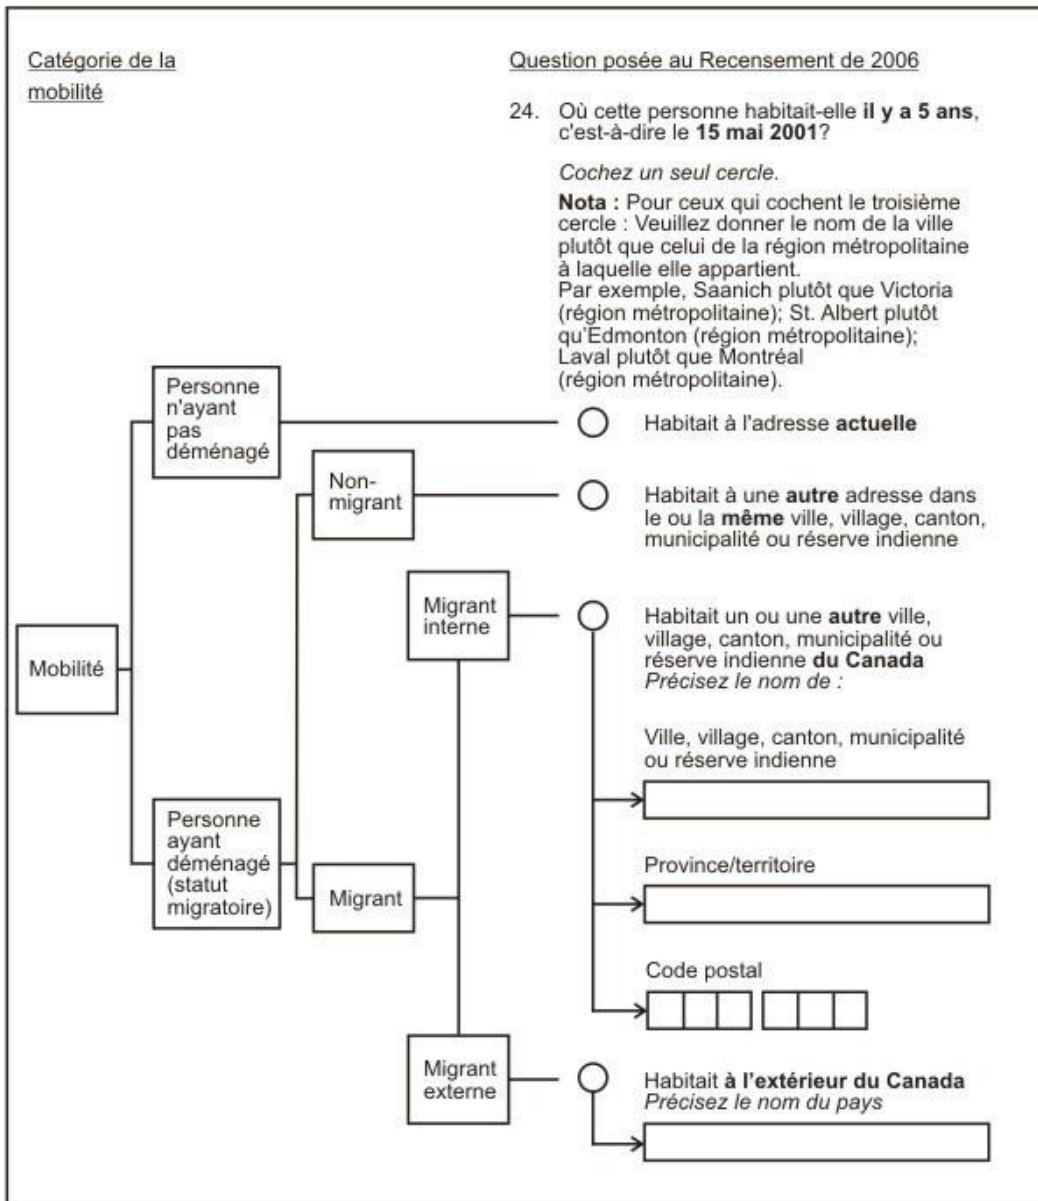 Catégorie de la
mobilité
Question posée au Recensement de 2006
24. Où cette personne habitait-elle il y a 5 ans,
c'est-à-dire le 15 mai 2001?
Cochez un seul cercle.
Nota : Pour ceux qui cochent le troisième
cercle : Veuillez donner le nom de la ville
plutôt que celui de la région métropolitaine
à laquelle elle appartient.
Par exemple, Saanich plutôt que Victoria
(région métropolitaine); St. Albert plutôt
qu'Edmonton (région métropolitaine);
Laval plutôt que Montréal
(région métropolitaine).
Personne
n'ayant
pas
déménagé
Habitait à l'adresse actuelle
Non-
migrant
Habitait à une autre adresse dans
le ou la même ville, village, canton,
municipalité ou réserve indienne
Migrant
interne
Habitait un ou une autre ville,
village, canton, municipalité ou
réserve indienne du Canada
Précisez le nom de :
Mobilité
Ville, village, canton, municipalité
ou réserve indienne
Personne
ayant
déménagé
(statut
migratoire)
Migrant
Province/territoire
Code postal
Migrant
externe
Habitait à l'extérieur du Canada
Précisez le nom du pays